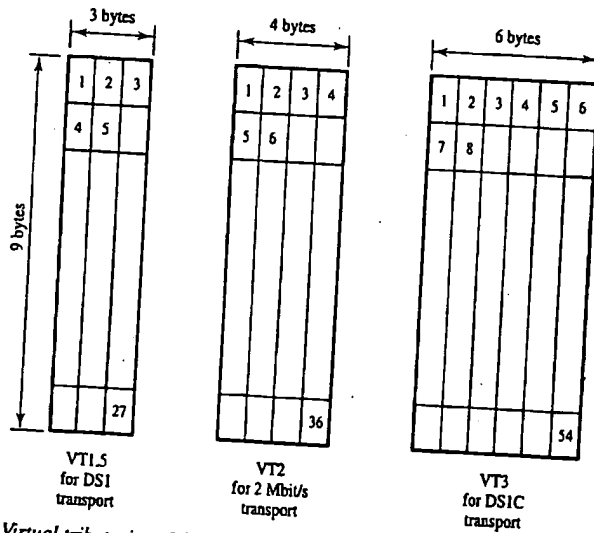 3 bytes
4 bytes
6 bytes
9 bytes
1 2 3
4 5
27
1 2 3 4
5 6
36
1 2 3 4 5 6
7 8
54
VT1.5
for DS1
transport
VT2
for 2 Mbit/s
transport
VT3
for DS1C
transport
Virtual